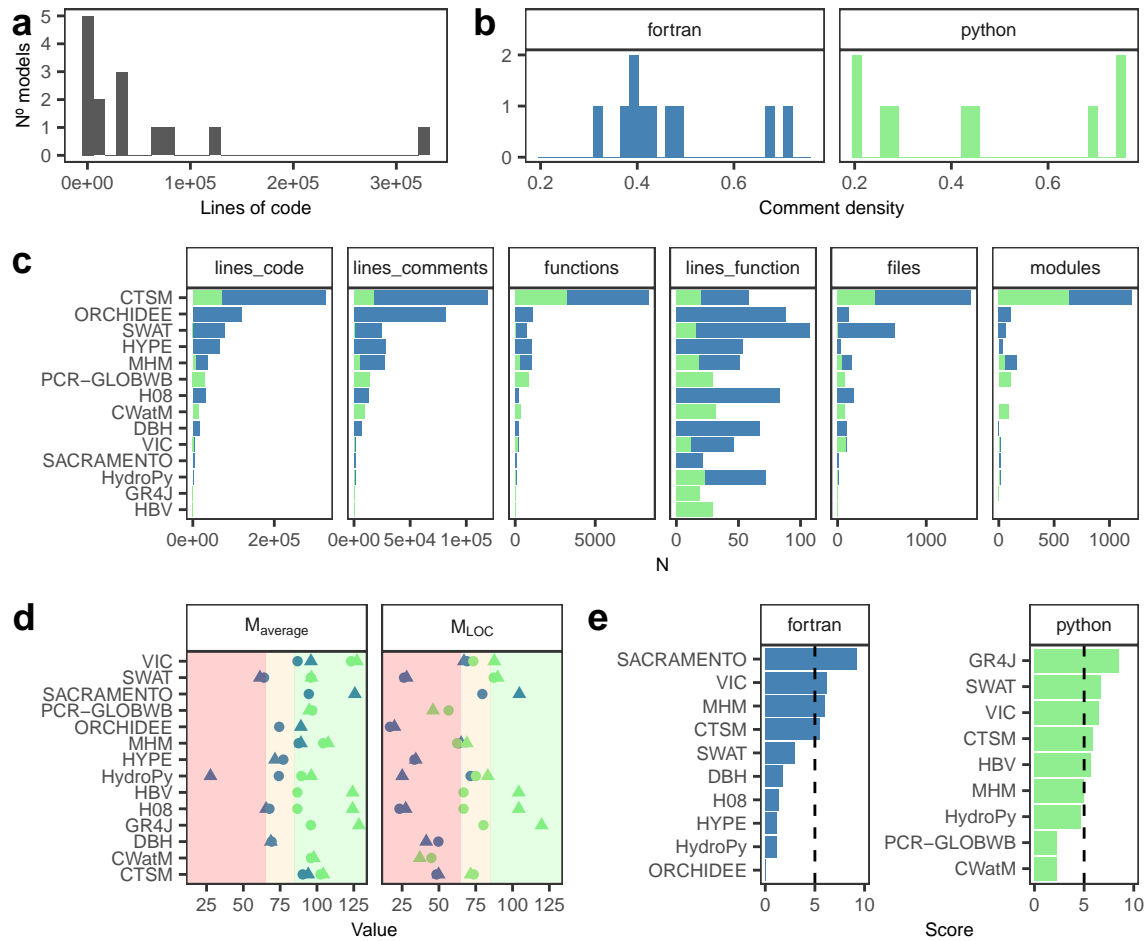 a
5
4
3
2
1
0
Nº models
0e+00 1e+05 2e+05 3e+05
Lines of code
b
fortran python
2
1
0
0.2 0.4 0.6 0.2 0.4 0.6
Comment density
c
lines_code lines_comments functions lines_function files modules
CTSM
ORCHIDEE
SWAT
HYPE
MHM
PCR−GLOBWB
H08
CWatM
DBH
VIC
SACRAMENTO
HydroPy
GR4J
HBV
0e+00 2e+05 0e+00 5e+04 1e+05 0 5000 0 50 100 0 1000 0 500 1000
N
d
M average M LOC
VIC
SWAT
SACRAMENTO
PCR−GLOBWB
ORCHIDEE
MHM
HYPE
HydroPy
HBV
H08
GR4J
DBH
CWatM
CTSM
25 50 75 100 125 25 50 75 100 125
Value
e
fortran
SACRAMENTO
VIC
MHM
CTSM
SWAT
DBH
H08
HYPE
HydroPy
ORCHIDEE
0 5 10
python
GR4J
SWAT
VIC
CTSM
HBV
MHM
HydroPy
PCR−GLOBWB
CWatM
0 5 10
Score